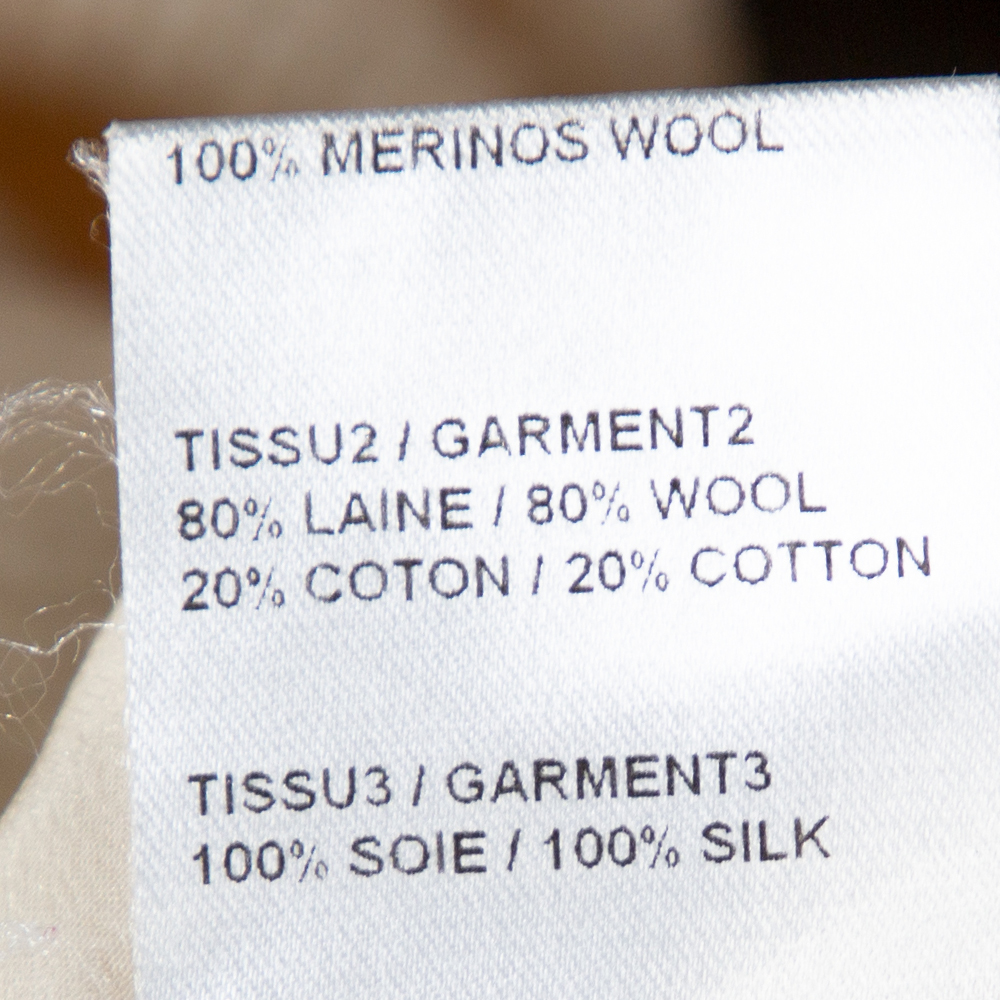 100% MERINOS WOOL
TISSU2 / GARMENT2
80% LAINE / 80% WOOL
20% COTON / 20% COTTON
TISSU3 / GARMENT3
100% SOIE / 100% SILK